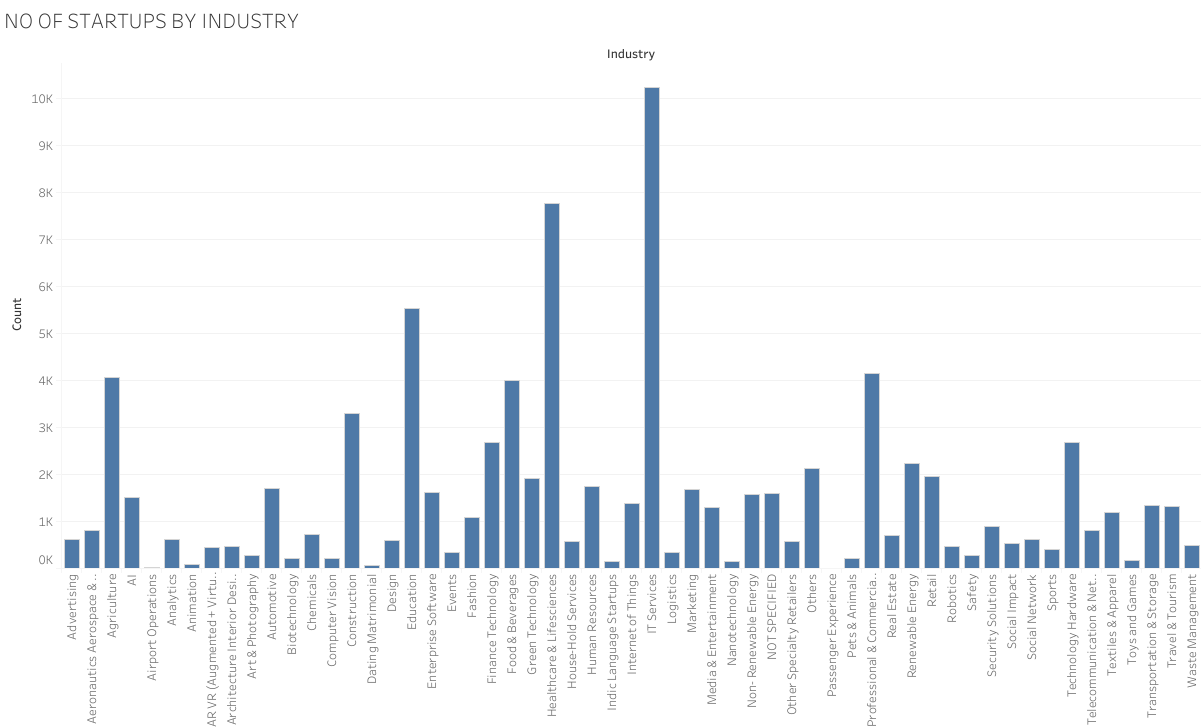 NO OF STARTUPS BY INDUSTRY
Industry
Count
10K
9K
8K
7K
6K
5K
4K
3K
2K
1K
0K
Advertising
Aeronautics Aerospace & ..
Agriculture
AI
Airport Operations
Analytics
Animation
AR VR (Augmented + Virtu..
Architecture Interior Desi..
Art & Photography
Automotive
Biotechnology
Chemicals
Computer Vision
Construction
Dating Matrimonial
Design
Education
Enterprise Software
Events
Fashion
Finance Technology
Food & Beverages
Green Technology
Healthcare & Lifesciences
House-Hold Services
Human Resources
Indic Language Startups
Internet of Things
IT Services
Logistics
Marketing
Media & Entertainment
Nanotechnology
Non- Renewable Energy
NOT SPECIFIED
Other Specialty Retailers
Others
Passenger Experience
Pets & Animals
Professional & Commercia..
Real Estate
Renewable Energy
Retail
Robotics
Safety
Security Solutions
Social Impact
Social Network
Sports
Technology Hardware
Telecommunication & Net..
Textiles & Apparel
Toys and Games
Transportation & Storage
Travel & Tourism
Waste Management